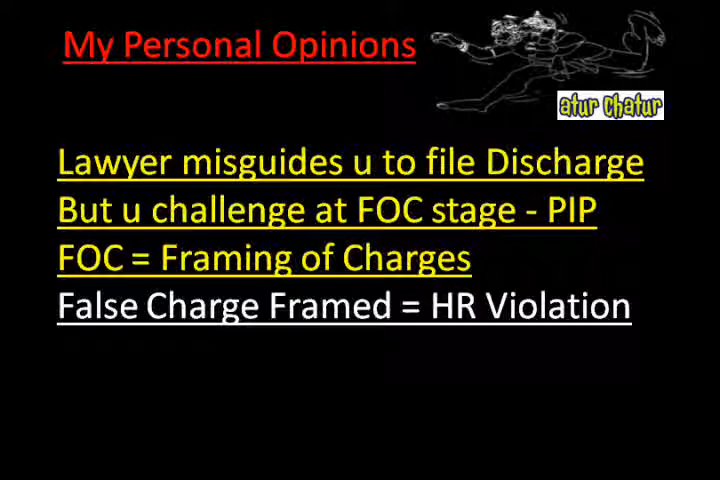 My Personal Opinions
atur chatur
Lawyer misguides u to file Discharge
But u challenge at FOC stage - PIP
FOC = Framing of Charges
False Charge Framed = HR Violation